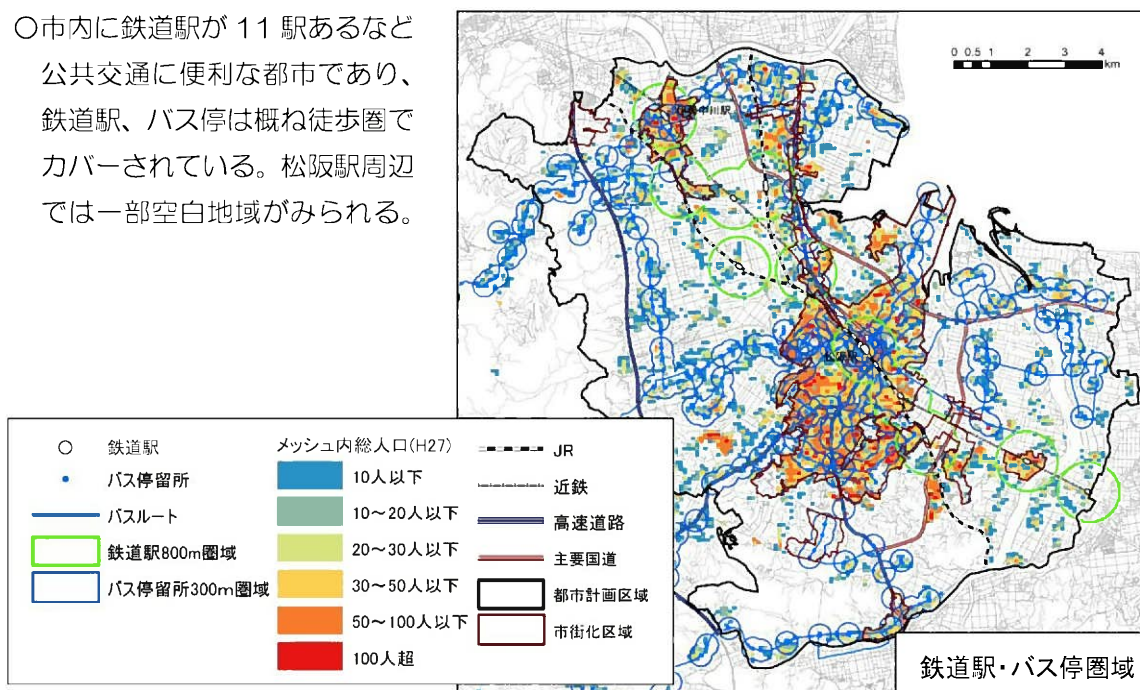 ○市内に鉄道駅が 11 駅あるなど
公共交通に便利な都市であり、
鉄道駅、バス停は概ね徒歩圏で
カバーされている。松阪駅周辺
では一部空白地域がみられる。
0 0.5 1 2 3 4
km
中川駅
松阪駅
鉄道駅
バス停留所
バスルート
鉄道駅800m圏域
バス停留所300m圏域
メッシュ内総人口(H27)
10人以下
10～20人以下
20～30人以下
30～50人以下
50～100人以下
100人超
JR
近鉄
高速道路
主要国道
都市計画区域
市街化区域
鉄道駅・バス停圏域